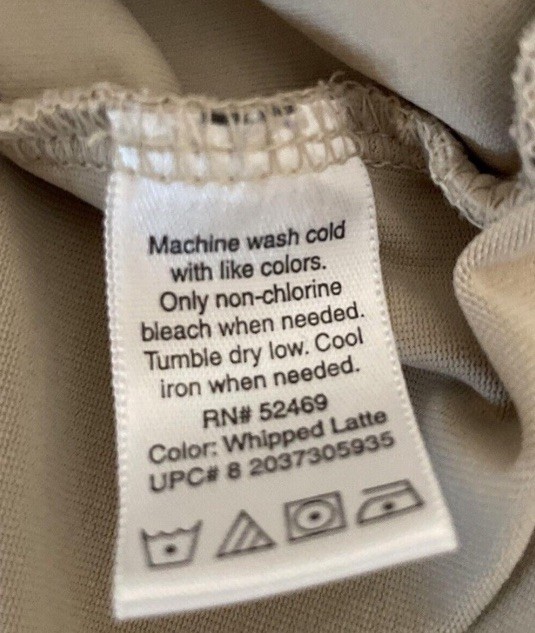 Machine wash cold
with like colors.
Only non-chlorine
bleach when needed.
Tumble dry low. Cool
iron when needed.
RN# 52469
Color: Whipped Latte
UPC# 8 2037305935